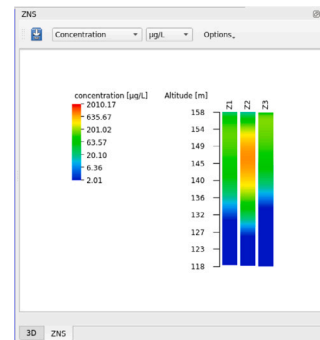 ZNS
Concentration
µg/L
Options
concentration [µg/L]
2010.17
635.67
201.02
63.57
20.10
6.36
2.01
Altitude [m]
Z1
Z2
Z3
158
154
149
145
140
136
132
127
123
118
3D
ZNS